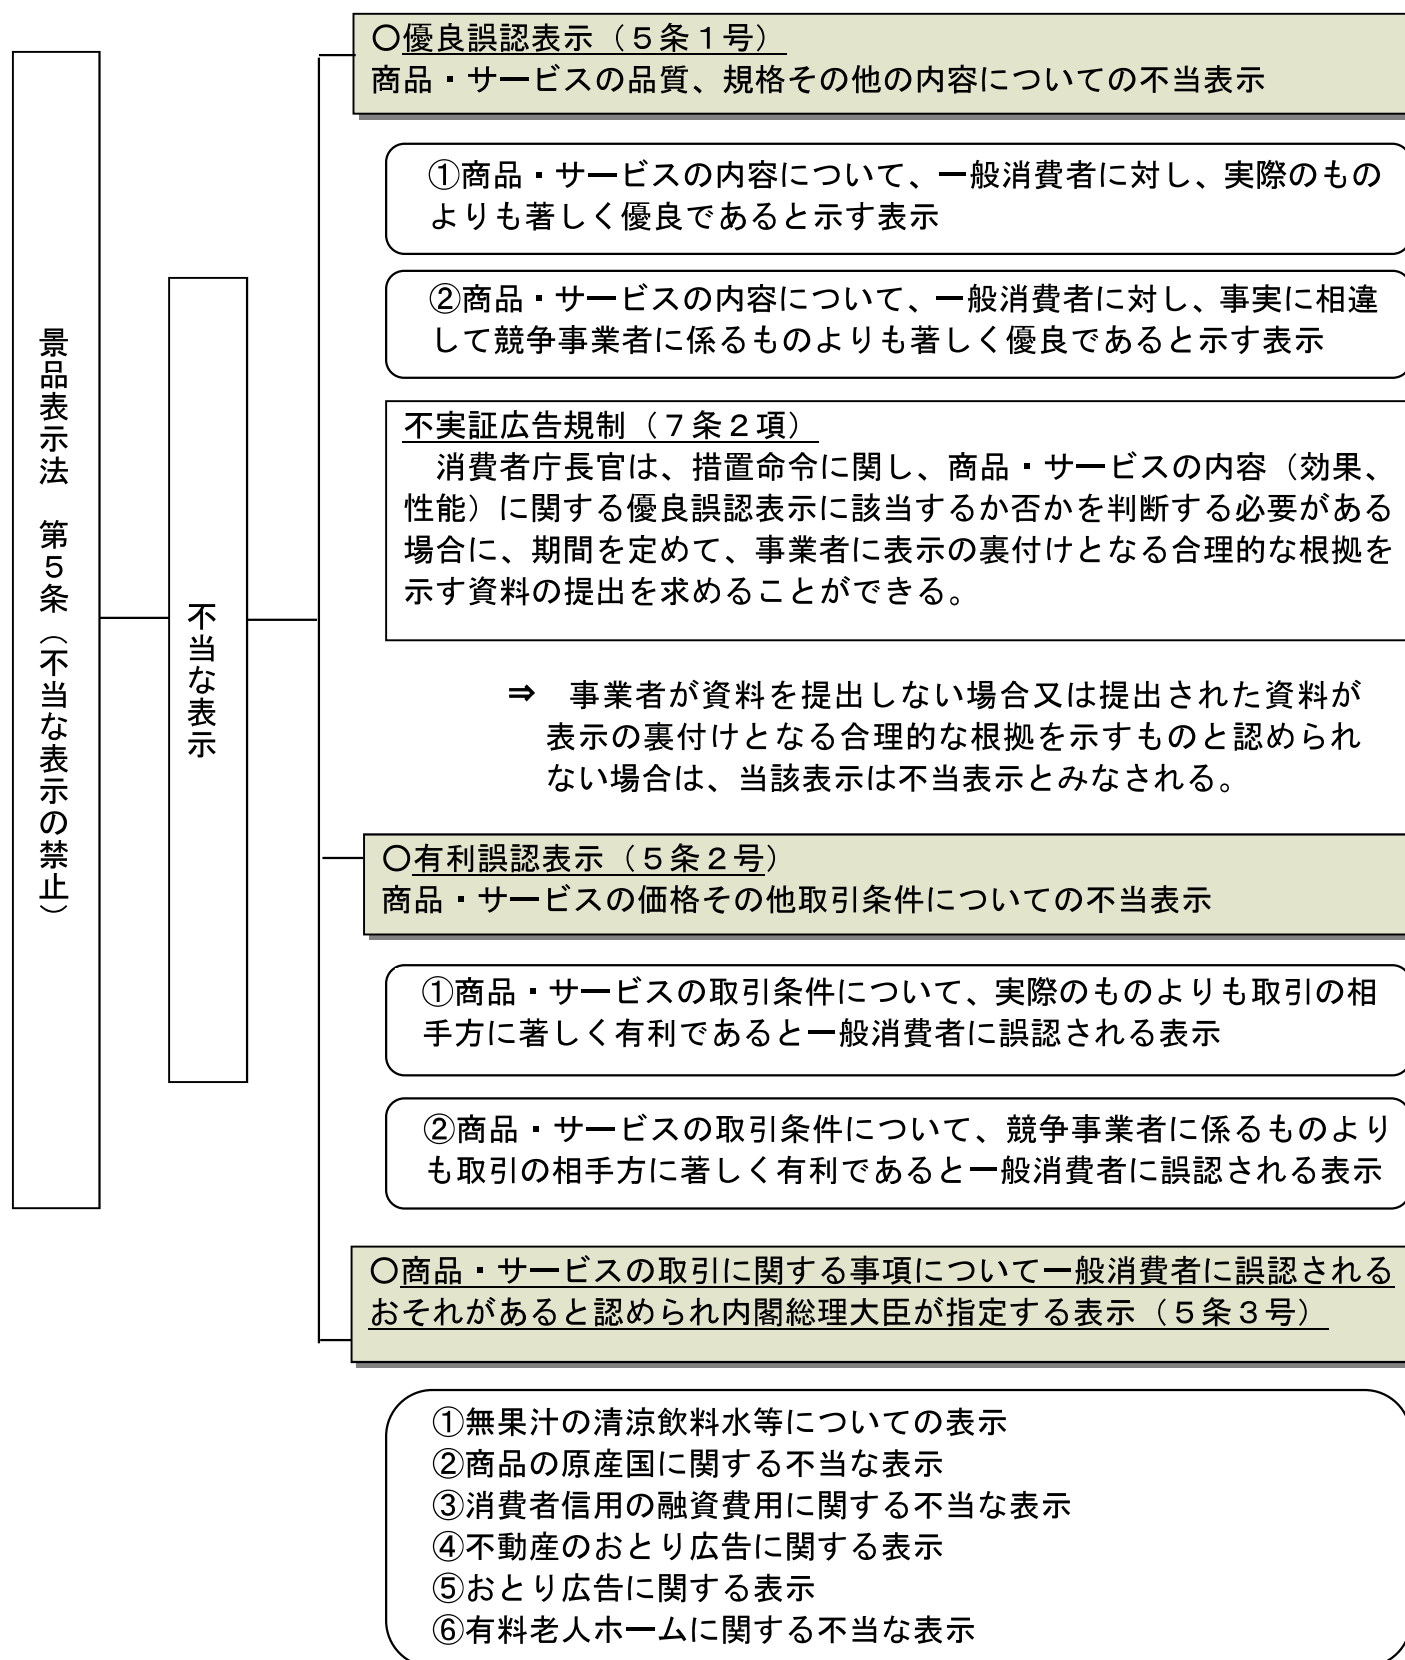 景品表示法　第５条（不当な表示の禁止）
不当な表示
○優良誤認表示（５条１号）
商品・サービスの品質、規格その他の内容についての不当表示
①商品・サービスの内容について、一般消費者に対し、実際のもの
よりも著しく優良であると示す表示
②商品・サービスの内容について、一般消費者に対し、事実に相違
して競争事業者に係るものよりも著しく優良であると示す表示
不実証広告規制（７条２項）
　消費者庁長官は、措置命令に関し、商品・サービスの内容（効果、
性能）に関する優良誤認表示に該当するか否かを判断する必要がある
場合に、期間を定めて、事業者に表示の裏付けとなる合理的な根拠を
示す資料の提出を求めることができる。
⇒　事業者が資料を提出しない場合又は提出された資料が
表示の裏付けとなる合理的な根拠を示すものと認められ
ない場合は、当該表示は不当表示とみなされる。
○有利誤認表示（５条２号）
商品・サービスの価格その他取引条件についての不当表示
①商品・サービスの取引条件について、実際のものよりも取引の相
手方に著しく有利であると一般消費者に誤認される表示
②商品・サービスの取引条件について、競争事業者に係るものより
も取引の相手方に著しく有利であると一般消費者に誤認される表示
○商品・サービスの取引に関する事項について一般消費者に誤認される
おそれがあると認められ内閣総理大臣が指定する表示（５条３号）
①無果汁の清涼飲料水等についての表示
②商品の原産国に関する不当な表示
③消費者信用の融資費用に関する不当な表示
④不動産のおとり広告に関する表示
⑤おとり広告に関する表示
⑥有料老人ホームに関する不当な表示